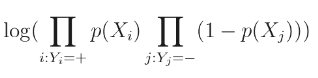 log(∏_{i:Y_i=+} p(X_i) ∏_{j:Y_j=−} (1 − p(X_j)))